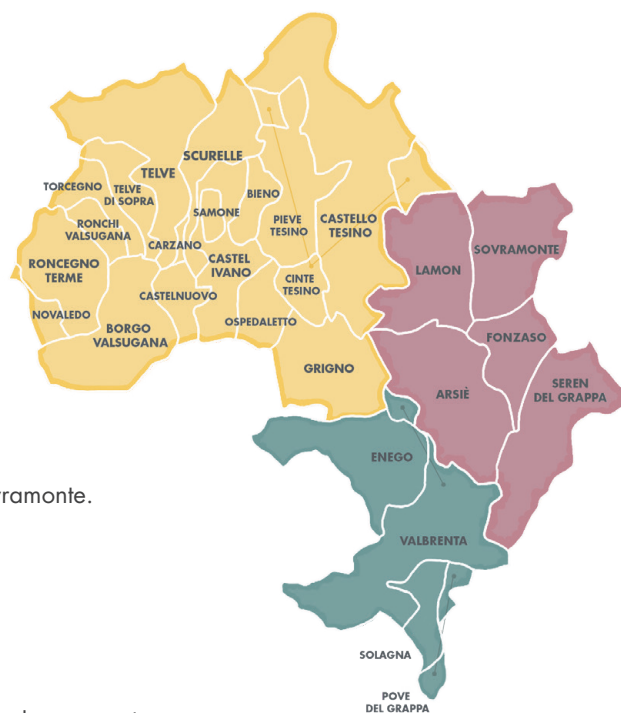 SCURELLE
TELVE
TORCEGNO
TELVE
DI SOPRA
BIENO
SAMONE
RONCHI
VALSUGANA
PIEVE
TESINO
CASTELLO
TESINO
CARZANO
CASTEL
IVANO
RONCEGNO
TERME
CINTE
TESINO
CASTELNUOVO
NOVALEDO
BORGO
VALSUGANA
OSPEDALETTO
GRIGNO
LAMON
SOVRAMONTE
FONZASO
ARSIÈ
SEREN
DEL GRAPPA
ENEGO
ramonte.
VALBRENTA
SOLAGNA
POVE
DEL GRAPPA